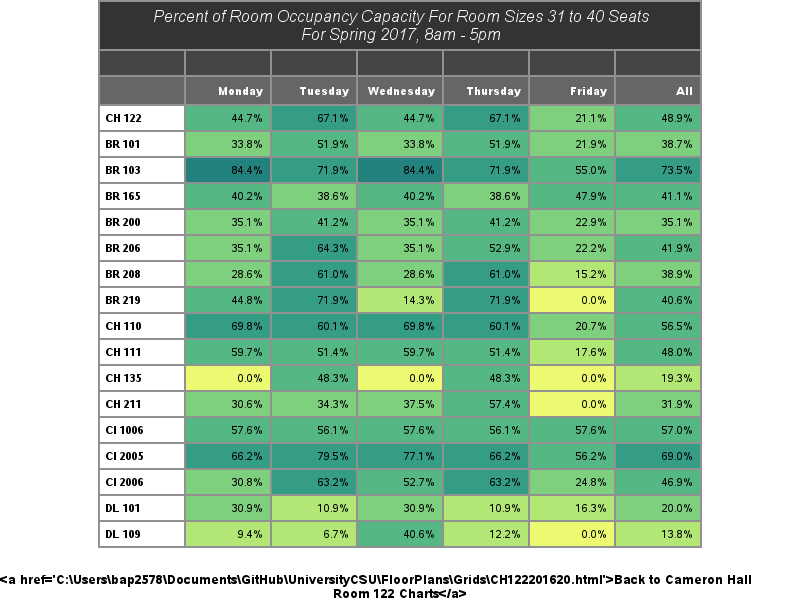 Percent of Room Occupancy Capacity For Room Sizes 31 to 40 Seats
For Spring 2017, 8am - 5pm
Monday Tuesday Wednesday Thursday Friday All
CH 122 44.7% 67.1% 44.7% 67.1% 21.1% 48.9%
BR 101 33.8% 51.9% 33.8% 51.9% 21.9% 38.7%
BR 103 84.4% 71.9% 84.4% 71.9% 55.0% 73.5%
BR 165 40.2% 38.6% 40.2% 38.6% 47.9% 41.1%
BR 200 35.1% 41.2% 35.1% 41.2% 22.9% 35.1%
BR 206 35.1% 64.3% 35.1% 52.9% 22.2% 41.9%
BR 208 28.6% 61.0% 28.6% 61.0% 15.2% 38.9%
BR 219 44.8% 71.9% 14.3% 71.9% 0.0% 40.6%
CH 110 69.8% 60.1% 69.8% 60.1% 20.7% 56.5%
CH 111 59.7% 51.4% 59.7% 51.4% 17.6% 48.0%
CH 135 0.0% 48.3% 0.0% 48.3% 0.0% 19.3%
CH 211 30.6% 34.3% 37.5% 57.4% 0.0% 31.9%
CI 1006 57.6% 56.1% 57.6% 56.1% 57.6% 57.0%
CI 2005 66.2% 79.5% 77.1% 66.2% 56.2% 69.0%
CI 2006 30.8% 63.2% 52.7% 63.2% 24.8% 46.9%
DL 101 30.9% 10.9% 30.9% 10.9% 16.3% 20.0%
DL 109 9.4% 6.7% 40.6% 12.2% 0.0% 13.8%
<a href='C:\Users\bap2578\Documents\GitHub\UniversityCSU\FloorPlans\Grids\CH122201620.html'>Back to Cameron Hall
Room 122 Charts</a>